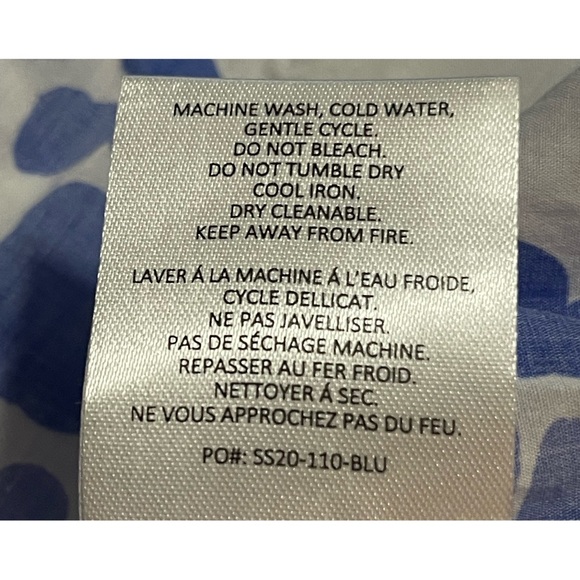 MACHINE WASH, COLD WATER,
GENTLE CYCLE.
DO NOT BLEACH.
DO NOT TUMBLE DRY
COOL IRON.
DRY CLEANABLE.
KEEP AWAY FROM FIRE.
LAVER Á LA MACHINE Á L'EAU FROIDE,
CYCLE DELLICAT.
NE PAS JAVELLISER.
PAS DE SÉCHAGE MACHINE.
REPASSER AU FER FROID.
NETTOYER Á SEC.
NE VOUS APPROCHEZ PAS DU FEU.
PO#: SS20-110-BLU